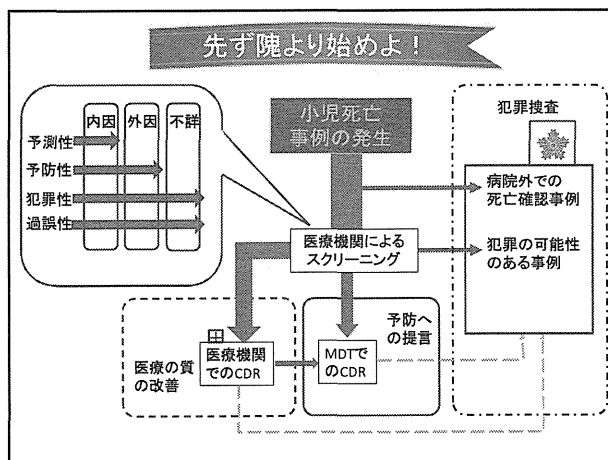 先ず隗より始めよ！
内因 外因 不詳
予測性
予防性
犯罪性
過誤性
小児死亡
事例の発生
犯罪捜査
病院外での
死亡確認事例
犯罪の可能性
のある事例
医療機関による
スクリーニング
医療の質
の改善
医療機関
でのCDR
MDTで
のCDR
予防へ
の提言